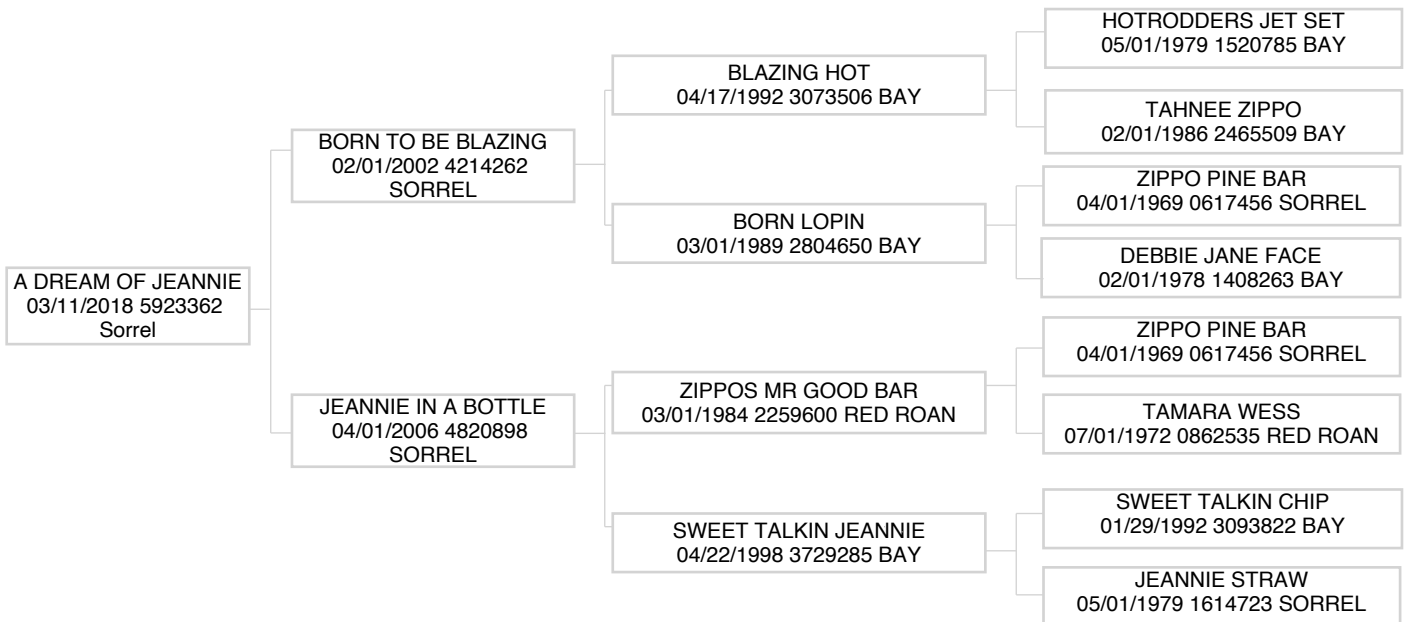 A DREAM OF JEANNIE
03/11/2018 5923362
Sorrel
BORN TO BE BLAZING
02/01/2002 4214262
SORREL
JEANNIE IN A BOTTLE
04/01/2006 4820898
SORREL
BLAZING HOT
04/17/1992 3073506 BAY
BORN LOPIN
03/01/1989 2804650 BAY
ZIPPOS MR GOOD BAR
03/01/1984 2259600 RED ROAN
SWEET TALKIN JEANNIE
04/22/1998 3729285 BAY
HOTRODDERS JET SET
05/01/1979 1520785 BAY
TAHNEE ZIPPO
02/01/1986 2465509 BAY
ZIPPO PINE BAR
04/01/1969 0617456 SORREL
DEBBIE JANE FACE
02/01/1978 1408263 BAY
ZIPPO PINE BAR
04/01/1969 0617456 SORREL
TAMARA WESS
07/01/1972 0862535 RED ROAN
SWEET TALKIN CHIP
01/29/1992 3093822 BAY
JEANNIE STRAW
05/01/1979 1614723 SORREL